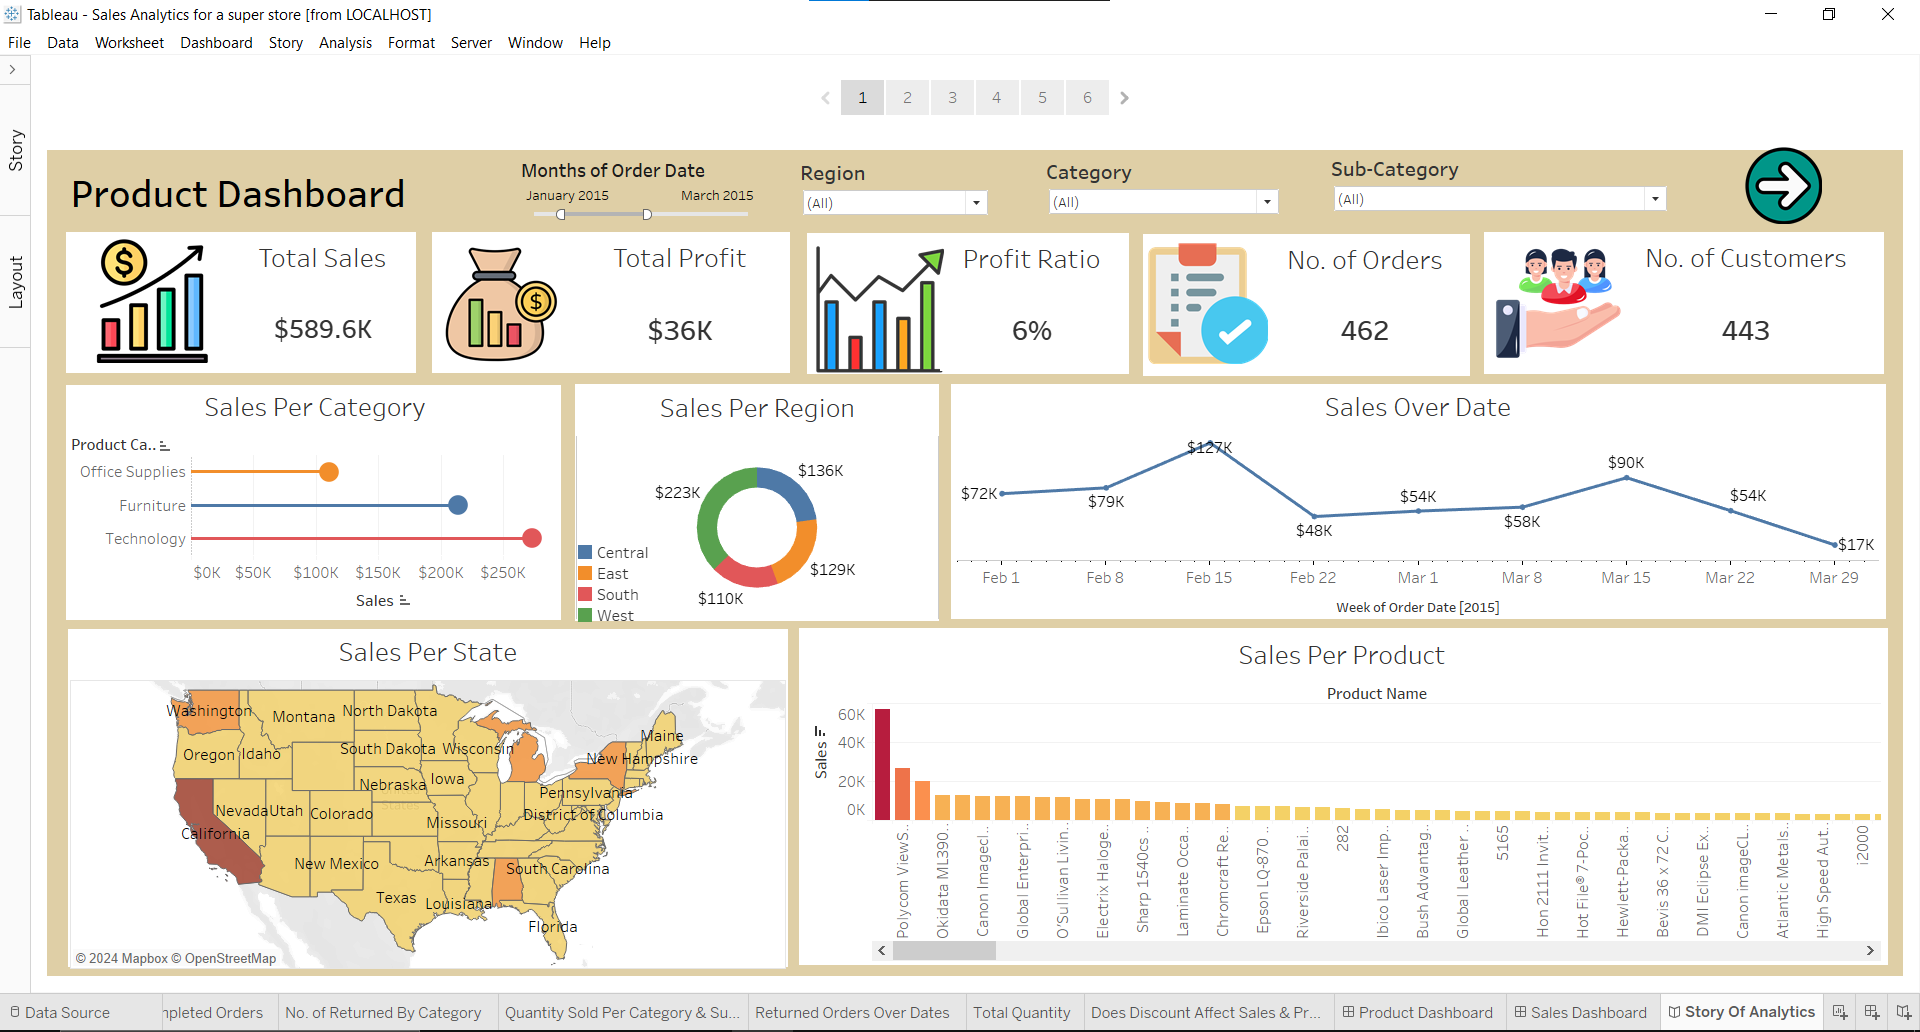 Tableau - Sales Analytics for a super store [from LOCALHOST]
File Data Worksheet Dashboard Story Analysis Format Server Window Help
1 2 3 4 5 6
Story
Layout
Product Dashboard
Months of Order Date
January 2015 March 2015
Region
(All)
Category
(All)
Sub-Category
(All)
Total Sales
$589.6K
Total Profit
$36K
Profit Ratio
6%
No. of Orders
462
No. of Customers
443
Sales Per Category
Product Ca..
Office Supplies
Furniture
Technology
$0K $50K $100K $150K $200K $250K
Sales
Sales Per Region
$136K
$223K
$129K
$110K
Central
East
South
West
Sales Over Date
$72K
$79K
$127K
$48K
$54K
$58K
$90K
$54K
$17K
Feb 1 Feb 8 Feb 15 Feb 22 Mar 1 Mar 8 Mar 15 Mar 22 Mar 29
Week of Order Date [2015]
Sales Per State
Washington
Montana
North Dakota
Maine
Oregon
Idaho
South Dakota
Wisconsin
New Hampshire
Nebraska
Iowa
Pennsylvania
States
Nevada
Utah
Colorado
District of Columbia
Missouri
California
New Mexico
Arkansas
South Carolina
Texas
Louisiana
Florida
© 2024 Mapbox © OpenStreetMap
Sales Per Product
Product Name
Sales
60K
40K
20K
0K
Polycom ViewS..
Okidata ML390..
Canon Imagecl..
Global Enterpri..
O'Sullivan Livin..
Electrix Haloge..
Sharp 1540cs ..
Laminate Occa..
Chromcraft Re..
Epson LQ-870 ..
Riverside Palai..
282
Ibico Laser Imp..
Bush Advantag..
Global Leather ..
5165
Hon 2111 Invit..
Hot File® 7-Poc..
Hewlett-Packa..
Bevis 36 x 72 C..
DMI Eclipse Ex..
Canon imageCL..
Atlantic Metals..
High Speed Aut..
i2000
Data Source
npleted Orders
No. of Returned By Category
Quantity Sold Per Category & Su...
Returned Orders Over Dates
Total Quantity
Does Discount Affect Sales & Pr...
Product Dashboard
Sales Dashboard
Story Of Analytics